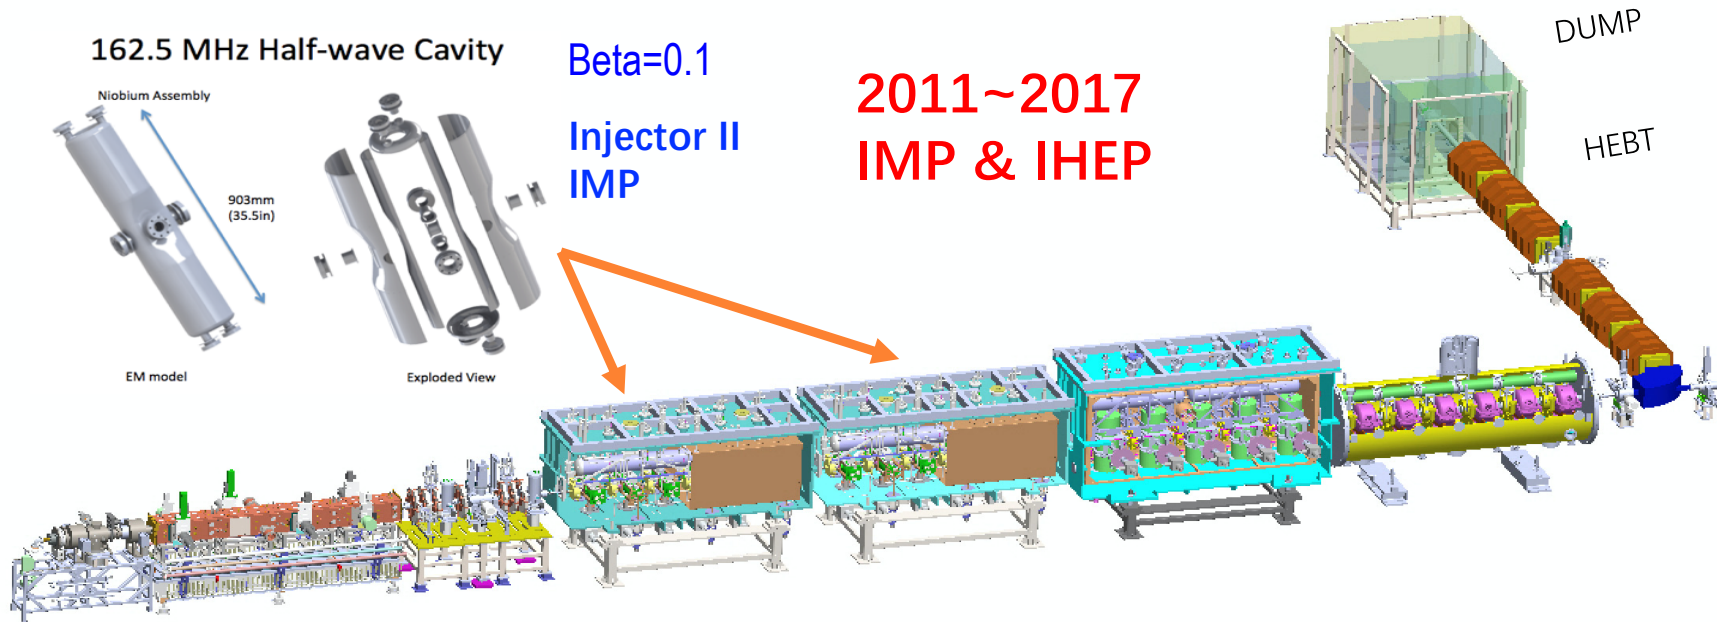 162.5 MHz Half-wave Cavity
Niobium Assembly
903mm
(35.5in)
EM model
Exploded View
Beta=0.1
Injector II
IMP
2011~2017
IMP & IHEP
DUMP
HEBT